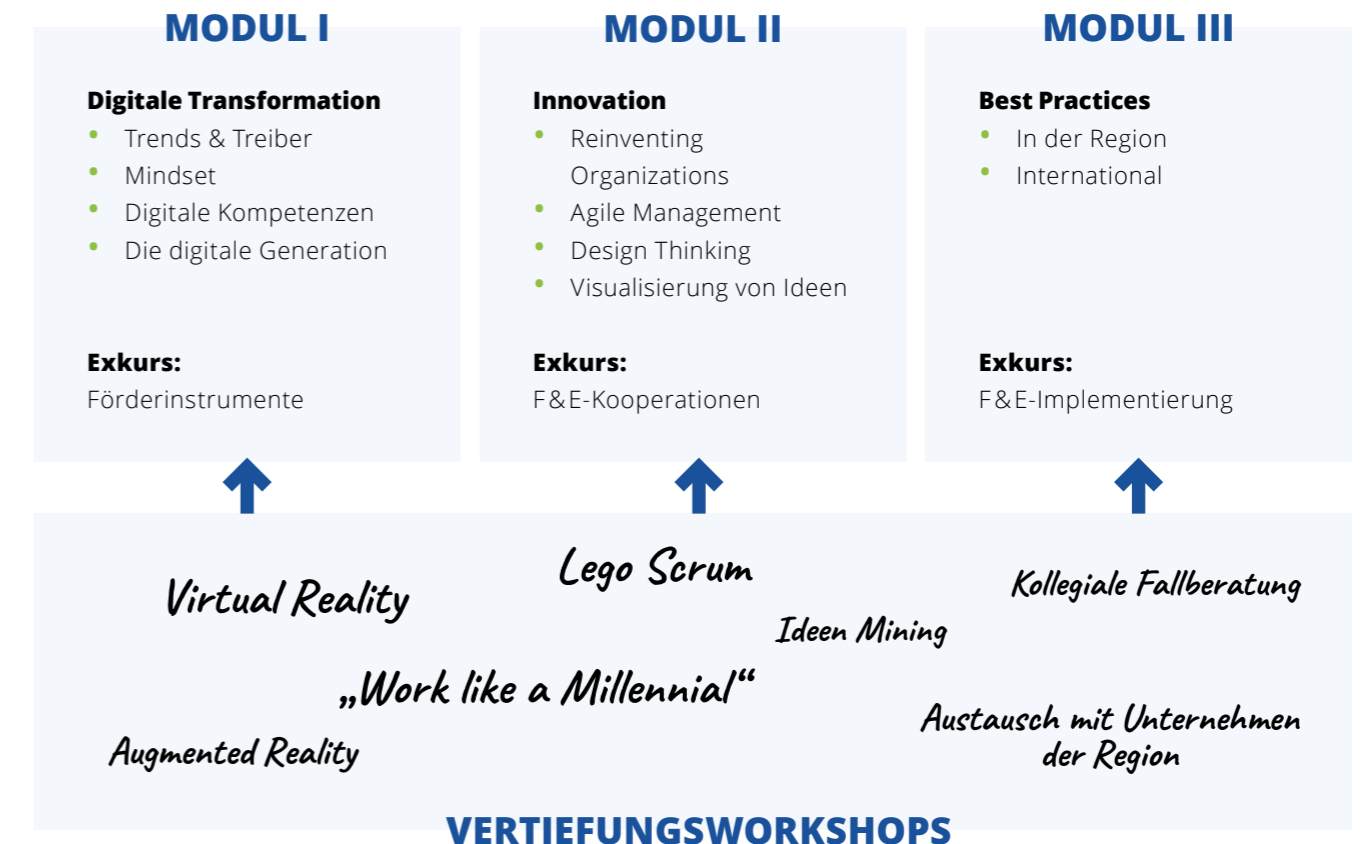 MODUL I
Digitale Transformation
• Trends & Treiber
• Mindset
• Digitale Kompetenzen
• Die digitale Generation
Exkurs:
Förderinstrumente
MODUL II
Innovation
• Reinventing
Organizations
• Agile Management
• Design Thinking
• Visualisierung von Ideen
Exkurs:
F & E-Kooperationen
MODUL III
Best Practices
• In der Region
• International
Exkurs:
F & E-Implementierung
Virtual Reality
Lego Scrum
Kollegiale Fallberatung
Ideen Mining
„Work like a Millennial“
Austausch mit Unternehmen
der Region
Augmented Reality
VERTIEFUNGSWORKSHOPS